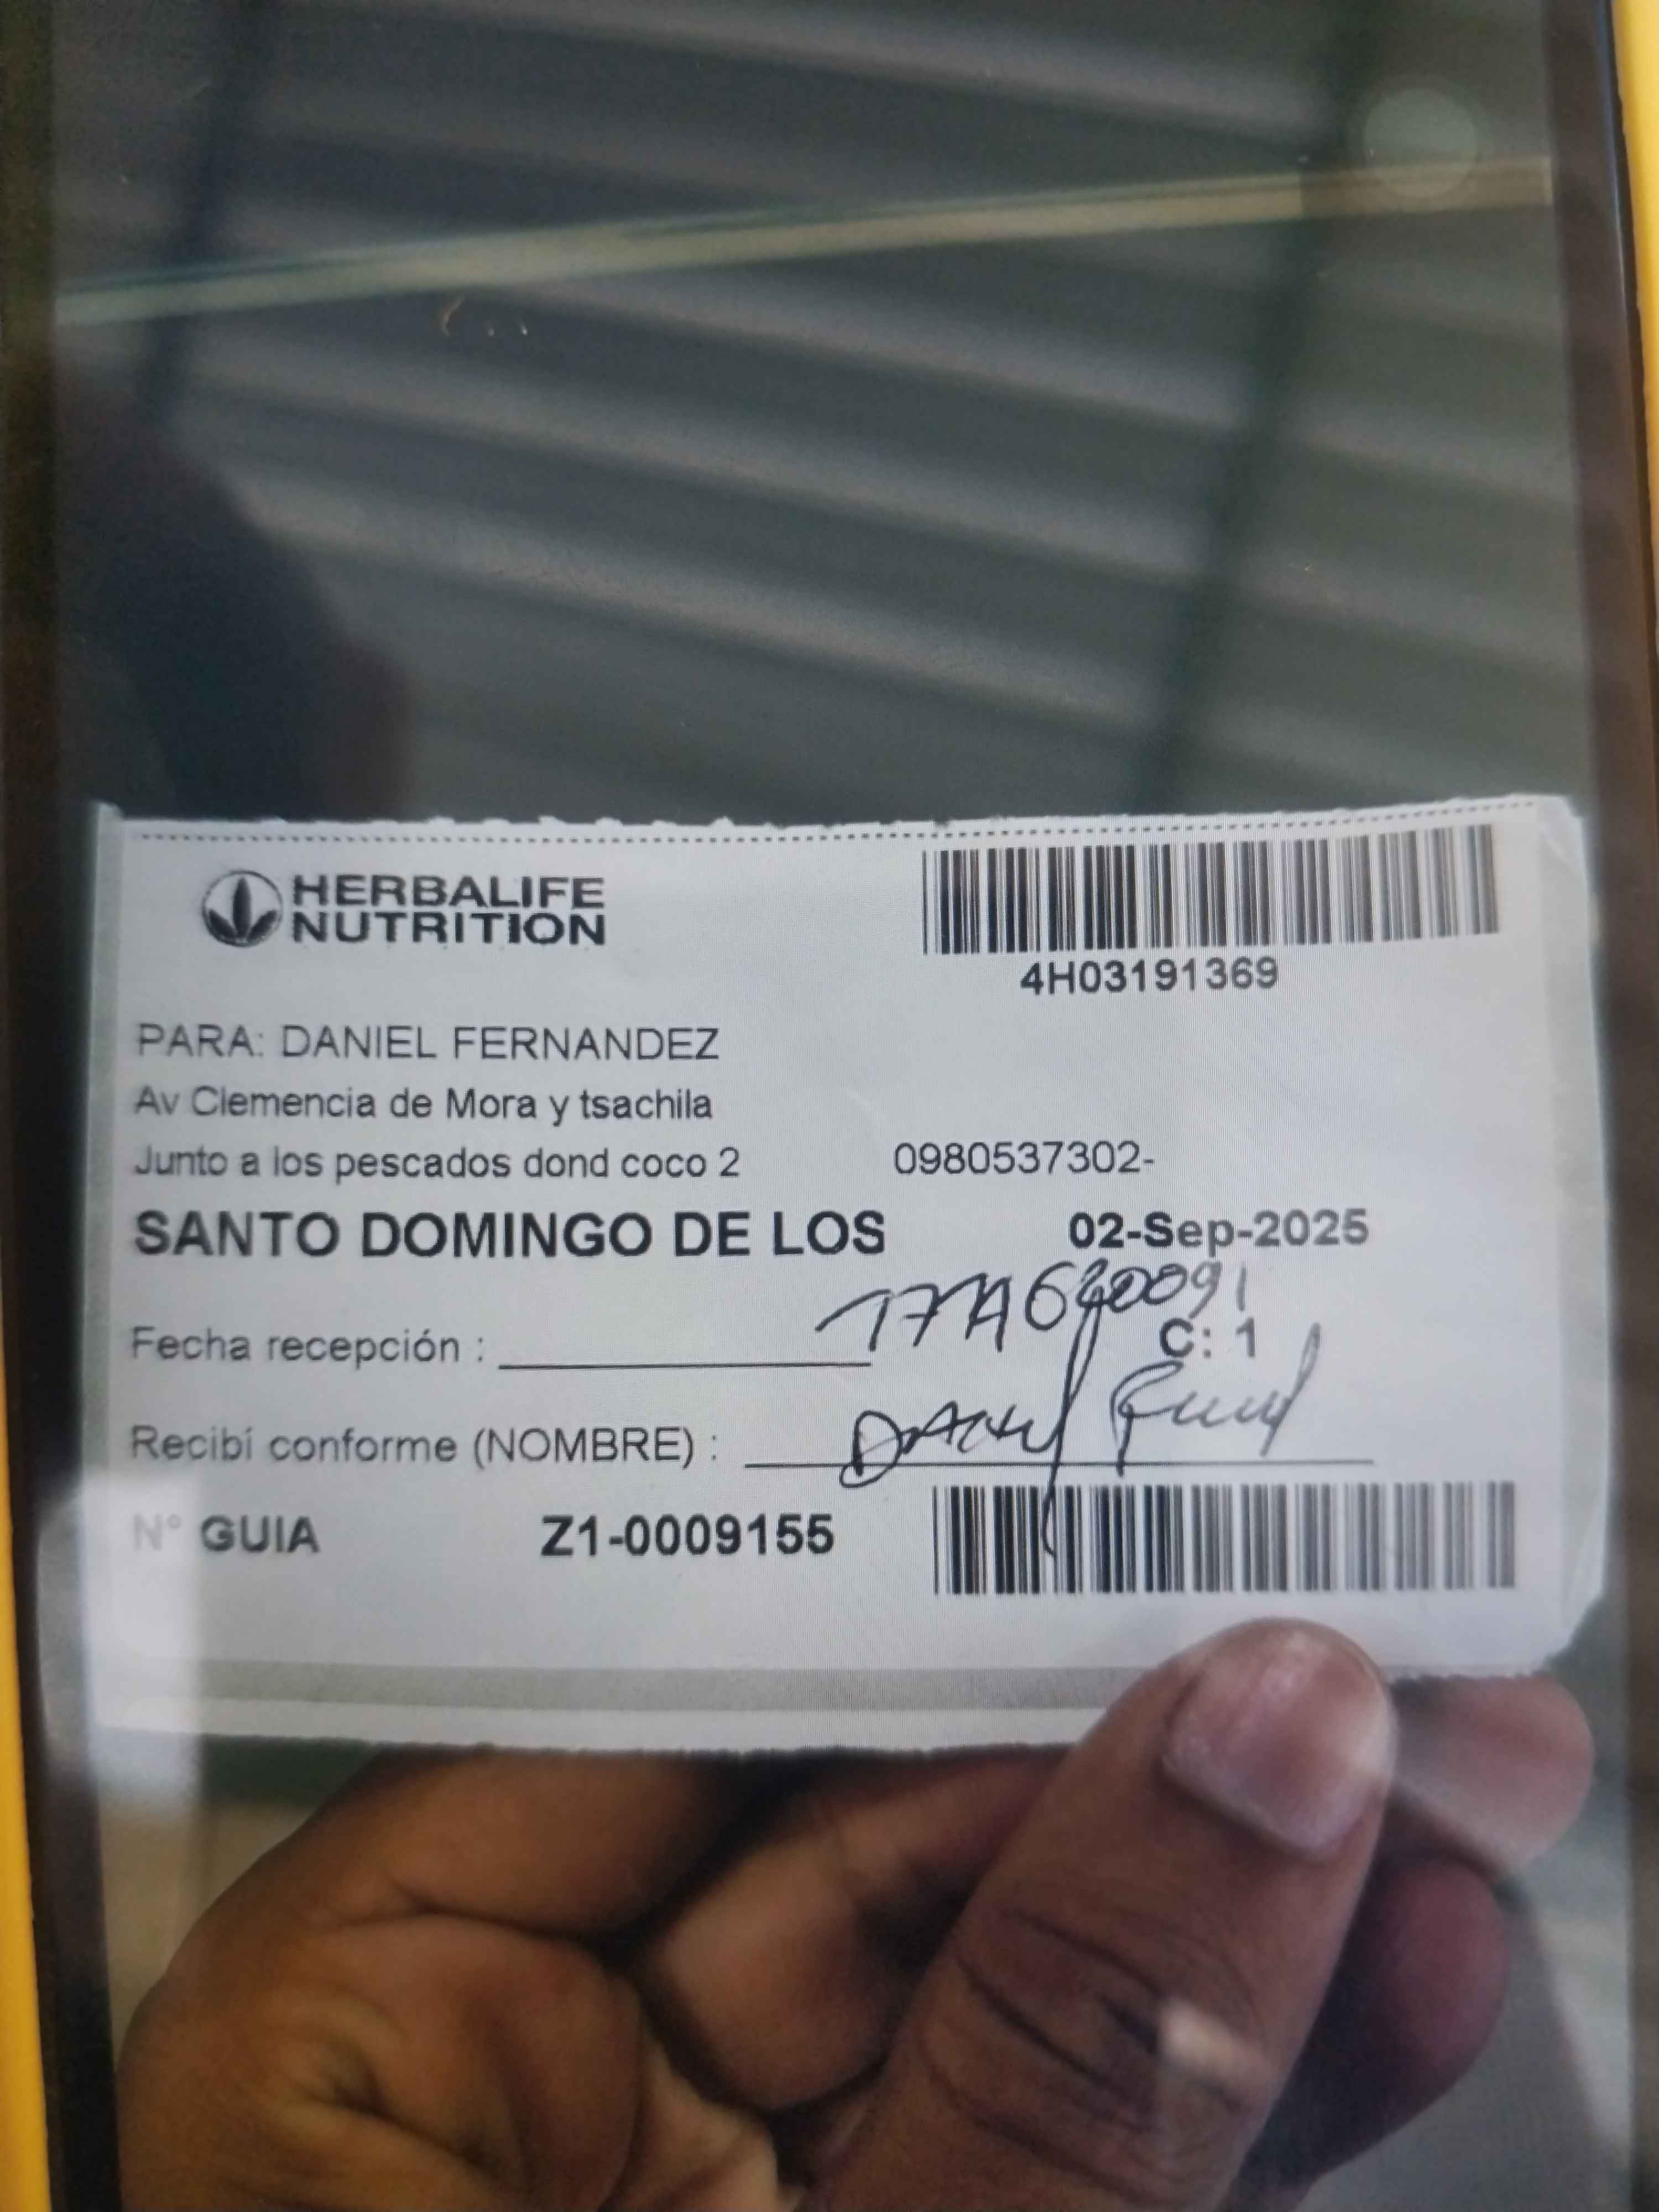 HERBALIFE
NUTRITION
4H03191369
PARA: DANIEL FERNANDEZ
Av Clemencia de Mora y tsachila
Junto a los pescados dond coco 2 0980537302-
SANTO DOMINGO DE LOS 02-Sep-2025
Fecha recepción :
C: 1
Recibí conforme (NOMBRE) :
N° GUIA Z1-0009155